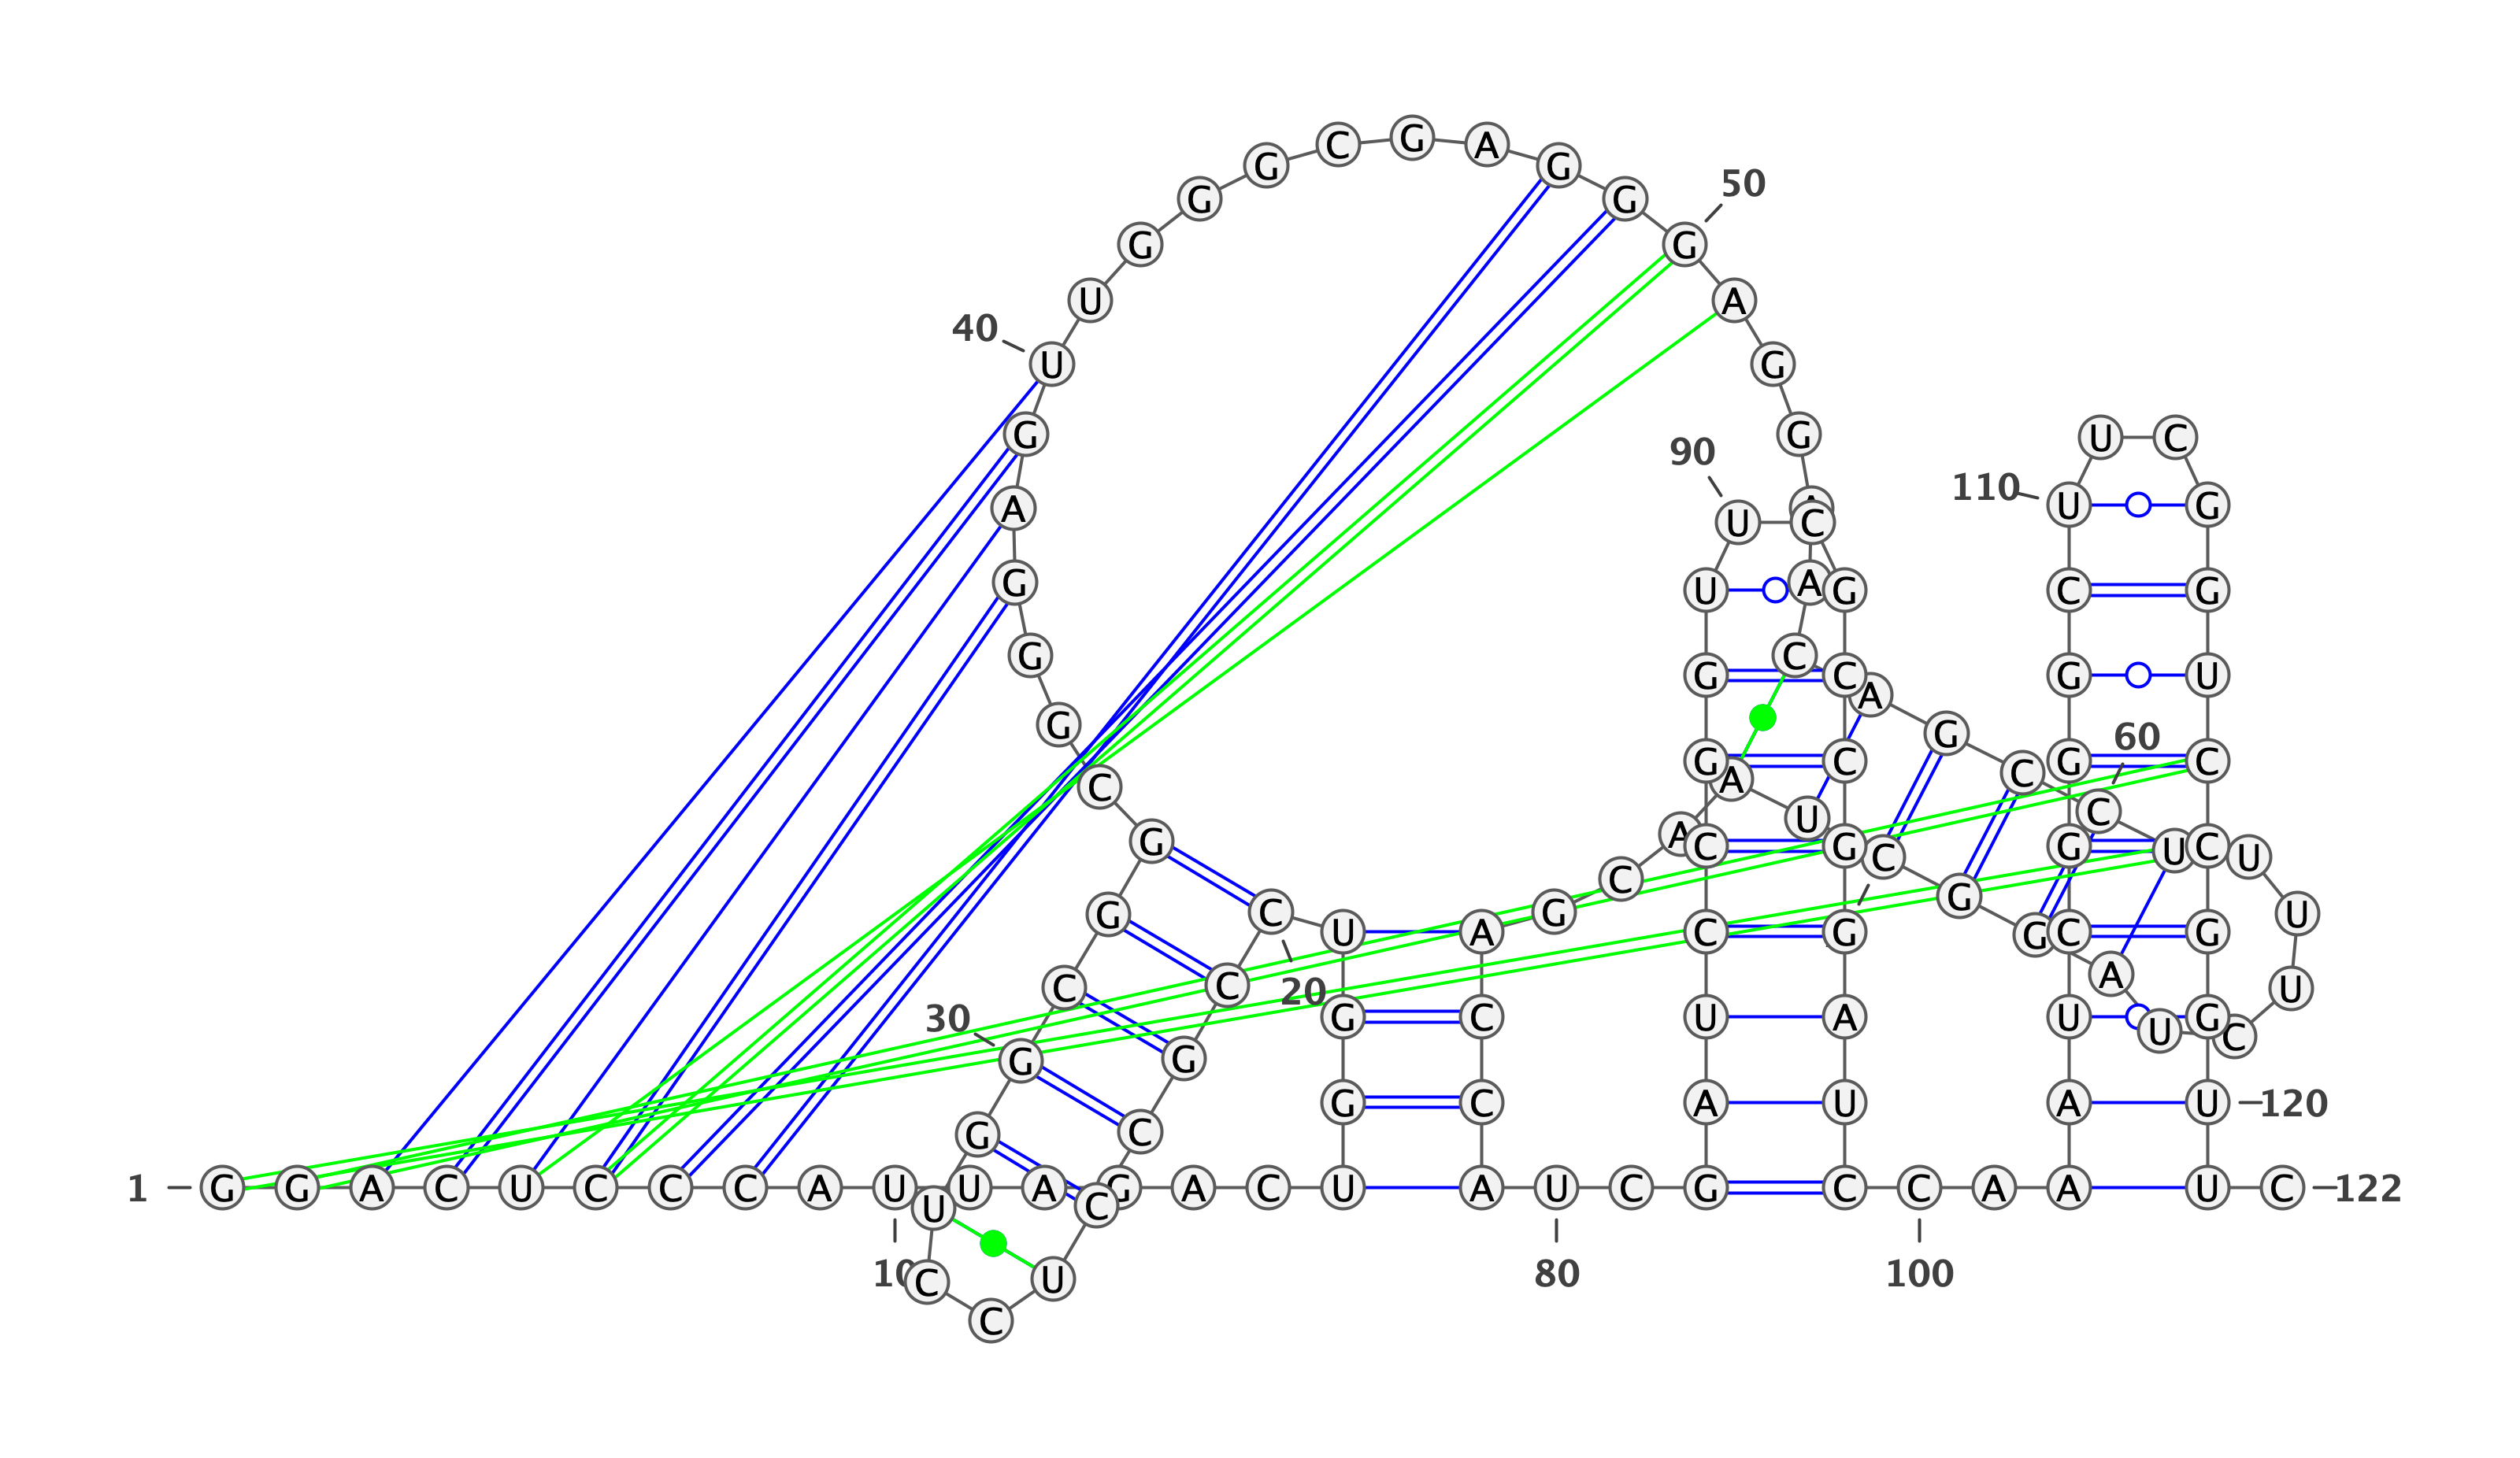 C G A
G G
50
G G
G G
U A
40
U G
G G U C
90
110 U G
A A
U C
G A U G C G
G C
G C G U
A
G G
60
G C C G C
A C
C
U
A G C G G U C
C U
C
G
G C G U
U A C G G C G
C C A U
20
30 G C U A U U C G
G G
G C U A
G C U
G C A U A U
120
1 G G A C U C C C A U U A G A C U A U C G C C A A U C 122
U C
10 C U 80 100
C